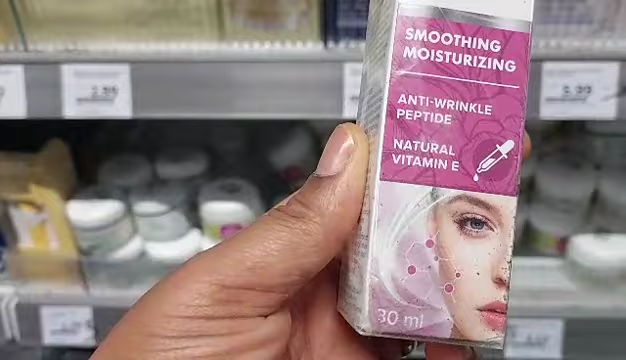 SMOOTHING
MOISTURIZING
ANTI-WRINKLE
PEPTIDE
NATURAL
VITAMIN E
30 ml